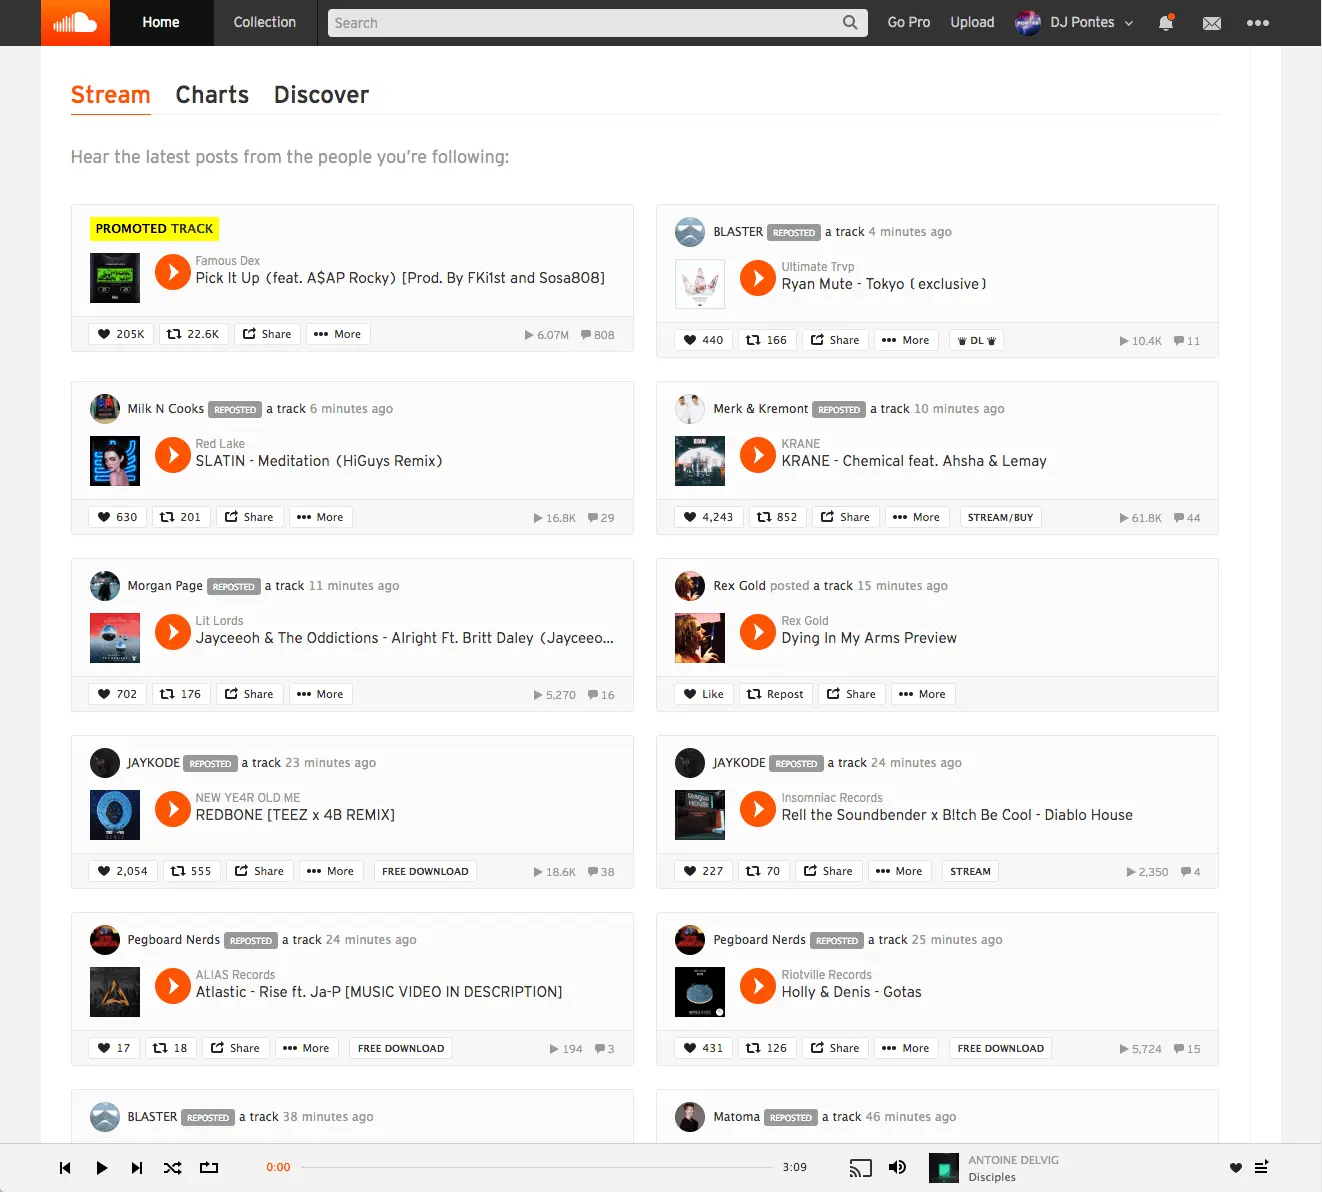 Home Collection Search Go Pro Upload DJ Pontes
Stream Charts Discover
Hear the latest posts from the people you’re following:
PROMOTED TRACK
Famous Dex
Pick It Up (feat. A$AP Rocky) [Prod. By FKi1st and Sosa808]
205K 22.6K Share More 6.07M 808
BLASTER REPOSTED a track 4 minutes ago
Ultimate Trvp
Ryan Mute - Tokyo (exclusive)
440 166 Share More ♛ DL ♛ 10.4K 11
Milk N Cooks REPOSTED a track 6 minutes ago
Red Lake
SLATIN - Meditation (HiGuys Remix)
630 201 Share More 16.8K 29
Merk & Kremont REPOSTED a track 10 minutes ago
KRANE
KRANE - Chemical feat. Ahsha & Lemay
4,243 852 Share More STREAM/BUY 61.8K 44
Morgan Page REPOSTED a track 11 minutes ago
Lit Lords
Jayceeoh & The Oddictions - Alright Ft. Britt Daley (Jayceeo...
702 176 Share More 5,270 16
Rex Gold posted a track 15 minutes ago
Rex Gold
Dying In My Arms Preview
Like Repost Share More
JAYKODE REPOSTED a track 23 minutes ago
NEW YE4R OLD ME
REDBONE [TEEZ x 4B REMIX]
2,054 555 Share More FREE DOWNLOAD 18.6K 38
JAYKODE REPOSTED a track 24 minutes ago
Insomniac Records
Rell the Soundbender x B!tch Be Cool - Diablo House
227 70 Share More STREAM 2,350 4
Pegboard Nerds REPOSTED a track 24 minutes ago
ALIAS Records
Atlastic - Rise ft. Ja-P [MUSIC VIDEO IN DESCRIPTION]
17 18 Share More FREE DOWNLOAD 194 3
Pegboard Nerds REPOSTED a track 25 minutes ago
Riotville Records
Holly & Denis - Gotas
431 126 Share More FREE DOWNLOAD 5,724 15
BLASTER REPOSTED a track 38 minutes ago
Matoma REPOSTED a track 46 minutes ago
0:00 3:09
ANTOINE DELVIG
Disciples